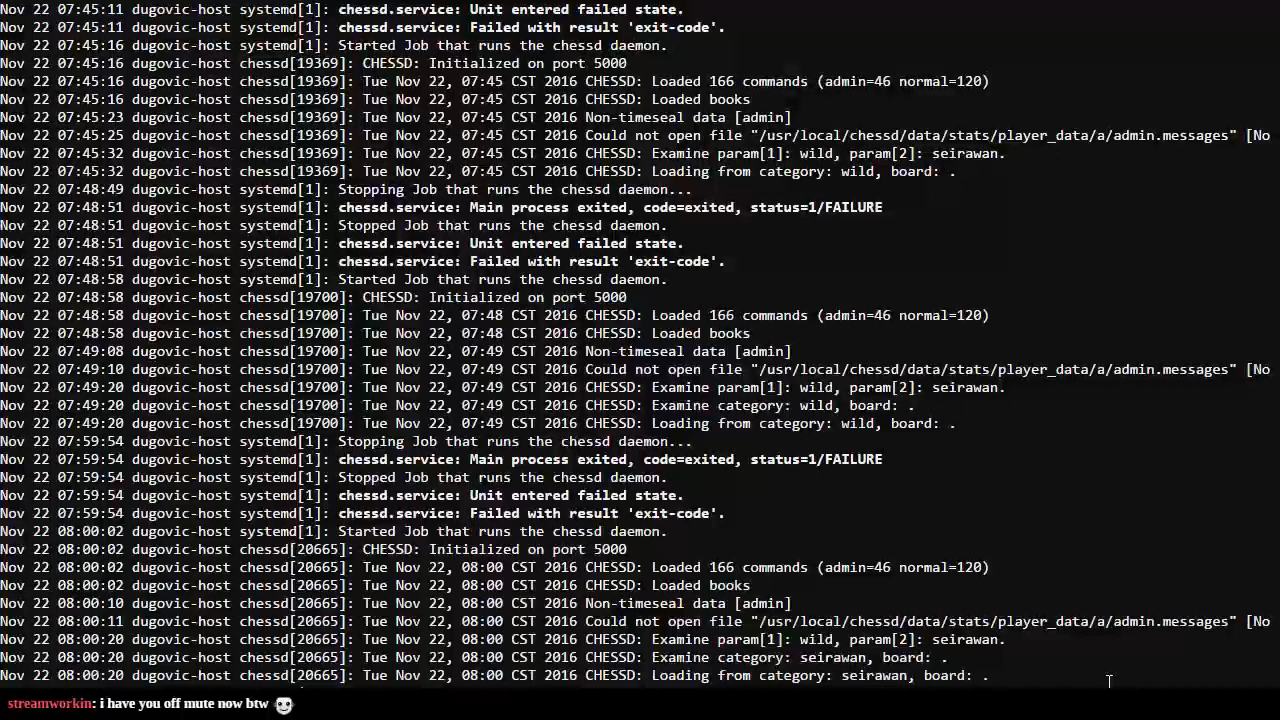 Nov 22 07:45:11 dugovic-host systemd[1]: chessd.service: Unit entered failed state.
Nov 22 07:45:11 dugovic-host systemd[1]: chessd.service: Failed with result 'exit-code'.
Nov 22 07:45:16 dugovic-host systemd[1]: Started Job that runs the chessd daemon.
Nov 22 07:45:16 dugovic-host chessd[19369]: CHESSD: Initialized on port 5000
Nov 22 07:45:16 dugovic-host chessd[19369]: Tue Nov 22, 07:45 CST 2016 CHESSD: Loaded 166 commands (admin=46 normal=120)
Nov 22 07:45:16 dugovic-host chessd[19369]: Tue Nov 22, 07:45 CST 2016 CHESSD: Loaded books
Nov 22 07:45:23 dugovic-host chessd[19369]: Tue Nov 22, 07:45 CST 2016 Non-timeseal data [admin]
Nov 22 07:45:25 dugovic-host chessd[19369]: Tue Nov 22, 07:45 CST 2016 Could not open file "/usr/local/chessd/data/stats/player_data/a/admin.messages" [No
Nov 22 07:45:32 dugovic-host chessd[19369]: Tue Nov 22, 07:45 CST 2016 CHESSD: Examine param[1]: wild, param[2]: seirawan.
Nov 22 07:45:32 dugovic-host chessd[19369]: Tue Nov 22, 07:45 CST 2016 CHESSD: Loading from category: wild, board: .
Nov 22 07:48:49 dugovic-host systemd[1]: Stopping Job that runs the chessd daemon...
Nov 22 07:48:51 dugovic-host systemd[1]: chessd.service: Main process exited, code=exited, status=1/FAILURE
Nov 22 07:48:51 dugovic-host systemd[1]: Stopped Job that runs the chessd daemon.
Nov 22 07:48:51 dugovic-host systemd[1]: chessd.service: Unit entered failed state.
Nov 22 07:48:51 dugovic-host systemd[1]: chessd.service: Failed with result 'exit-code'.
Nov 22 07:48:58 dugovic-host systemd[1]: Started Job that runs the chessd daemon.
Nov 22 07:48:58 dugovic-host chessd[19700]: CHESSD: Initialized on port 5000
Nov 22 07:48:58 dugovic-host chessd[19700]: Tue Nov 22, 07:48 CST 2016 CHESSD: Loaded 166 commands (admin=46 normal=120)
Nov 22 07:48:58 dugovic-host chessd[19700]: Tue Nov 22, 07:48 CST 2016 CHESSD: Loaded books
Nov 22 07:49:08 dugovic-host chessd[19700]: Tue Nov 22, 07:49 CST 2016 Non-timeseal data [admin]
Nov 22 07:49:10 dugovic-host chessd[19700]: Tue Nov 22, 07:49 CST 2016 Could not open file "/usr/local/chessd/data/stats/player_data/a/admin.messages" [No
Nov 22 07:49:20 dugovic-host chessd[19700]: Tue Nov 22, 07:49 CST 2016 CHESSD: Examine param[1]: wild, param[2]: seirawan.
Nov 22 07:49:20 dugovic-host chessd[19700]: Tue Nov 22, 07:49 CST 2016 CHESSD: Examine category: wild, board: .
Nov 22 07:49:20 dugovic-host chessd[19700]: Tue Nov 22, 07:49 CST 2016 CHESSD: Loading from category: wild, board: .
Nov 22 07:59:54 dugovic-host systemd[1]: Stopping Job that runs the chessd daemon...
Nov 22 07:59:54 dugovic-host systemd[1]: chessd.service: Main process exited, code=exited, status=1/FAILURE
Nov 22 07:59:54 dugovic-host systemd[1]: Stopped Job that runs the chessd daemon.
Nov 22 07:59:54 dugovic-host systemd[1]: chessd.service: Unit entered failed state.
Nov 22 07:59:54 dugovic-host systemd[1]: chessd.service: Failed with result 'exit-code'.
Nov 22 08:00:02 dugovic-host systemd[1]: Started Job that runs the chessd daemon.
Nov 22 08:00:02 dugovic-host chessd[20665]: CHESSD: Initialized on port 5000
Nov 22 08:00:02 dugovic-host chessd[20665]: Tue Nov 22, 08:00 CST 2016 CHESSD: Loaded 166 commands (admin=46 normal=120)
Nov 22 08:00:02 dugovic-host chessd[20665]: Tue Nov 22, 08:00 CST 2016 CHESSD: Loaded books
Nov 22 08:00:10 dugovic-host chessd[20665]: Tue Nov 22, 08:00 CST 2016 Non-timeseal data [admin]
Nov 22 08:00:11 dugovic-host chessd[20665]: Tue Nov 22, 08:00 CST 2016 Could not open file "/usr/local/chessd/data/stats/player_data/a/admin.messages" [No
Nov 22 08:00:20 dugovic-host chessd[20665]: Tue Nov 22, 08:00 CST 2016 CHESSD: Examine param[1]: wild, param[2]: seirawan.
Nov 22 08:00:20 dugovic-host chessd[20665]: Tue Nov 22, 08:00 CST 2016 CHESSD: Examine category: seirawan, board: .
Nov 22 08:00:20 dugovic-host chessd[20665]: Tue Nov 22, 08:00 CST 2016 CHESSD: Loading from category: seirawan, board: .
streamworkin: i have you off mute now btw